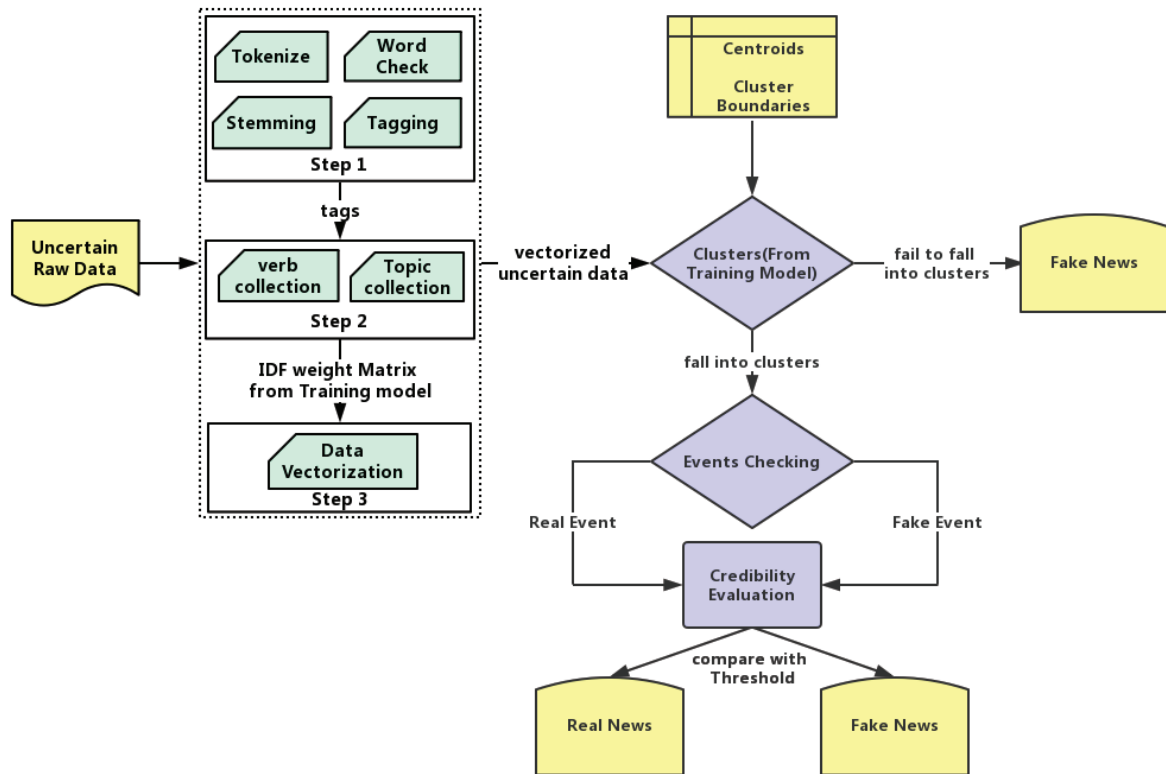 Tokenize
Word
Check
Stemming
Tagging
Step 1
tags
Uncertain
Raw Data
verb
collection
Topic
collection
Step 2
IDF weight Matrix
from Training model
Data
Vectorization
Step 3
vectorized
uncertain data
Centroids
Cluster
Boundaries
Clusters(From
Training Model)
fail to fall
into clusters
Fake News
fall into clusters
Events Checking
Real Event
Fake Event
Credibility
Evaluation
compare with
Threshold
Real News
Fake News